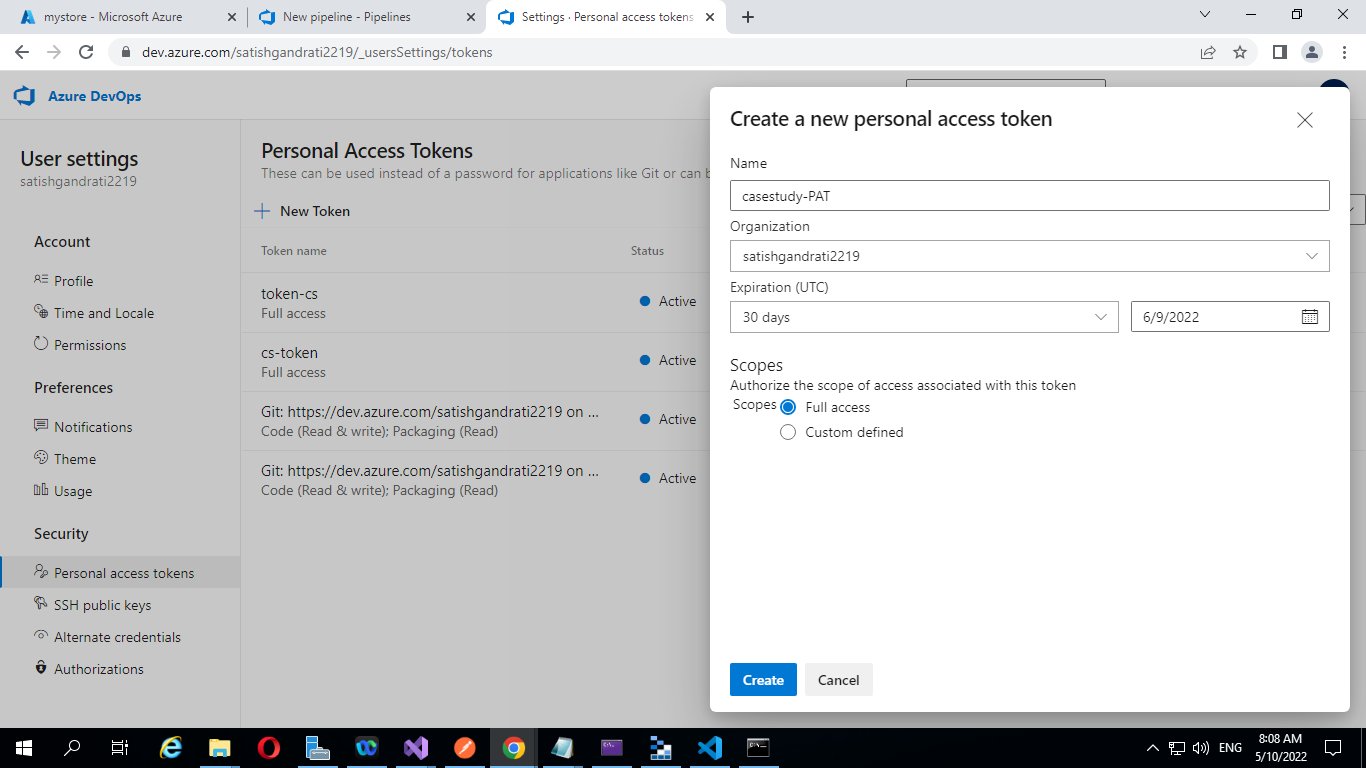 mystore - Microsoft Azure
New pipeline - Pipelines
Settings · Personal access tokens
dev.azure.com/satishgandrati2219/_usersSettings/tokens
Azure DevOps
User settings
satishgandrati2219
Account
Profile
Time and Locale
Permissions
Preferences
Notifications
Theme
Usage
Security
Personal access tokens
SSH public keys
Alternate credentials
Authorizations
Personal Access Tokens
These can be used instead of a password for applications like Git or can b
New Token
Token name Status
token-cs
Full access
Active
cs-token
Full access
Active
Git: https://dev.azure.com/satishgandrati2219 on ...
Code (Read & write); Packaging (Read)
Active
Git: https://dev.azure.com/satishgandrati2219 on ...
Code (Read & write); Packaging (Read)
Active
Create a new personal access token
Name
casestudy-PAT
Organization
satishgandrati2219
Expiration (UTC)
30 days 6/9/2022
Scopes
Authorize the scope of access associated with this token
Scopes Full access
Custom defined
Create Cancel
ENG
8:08 AM
5/10/2022